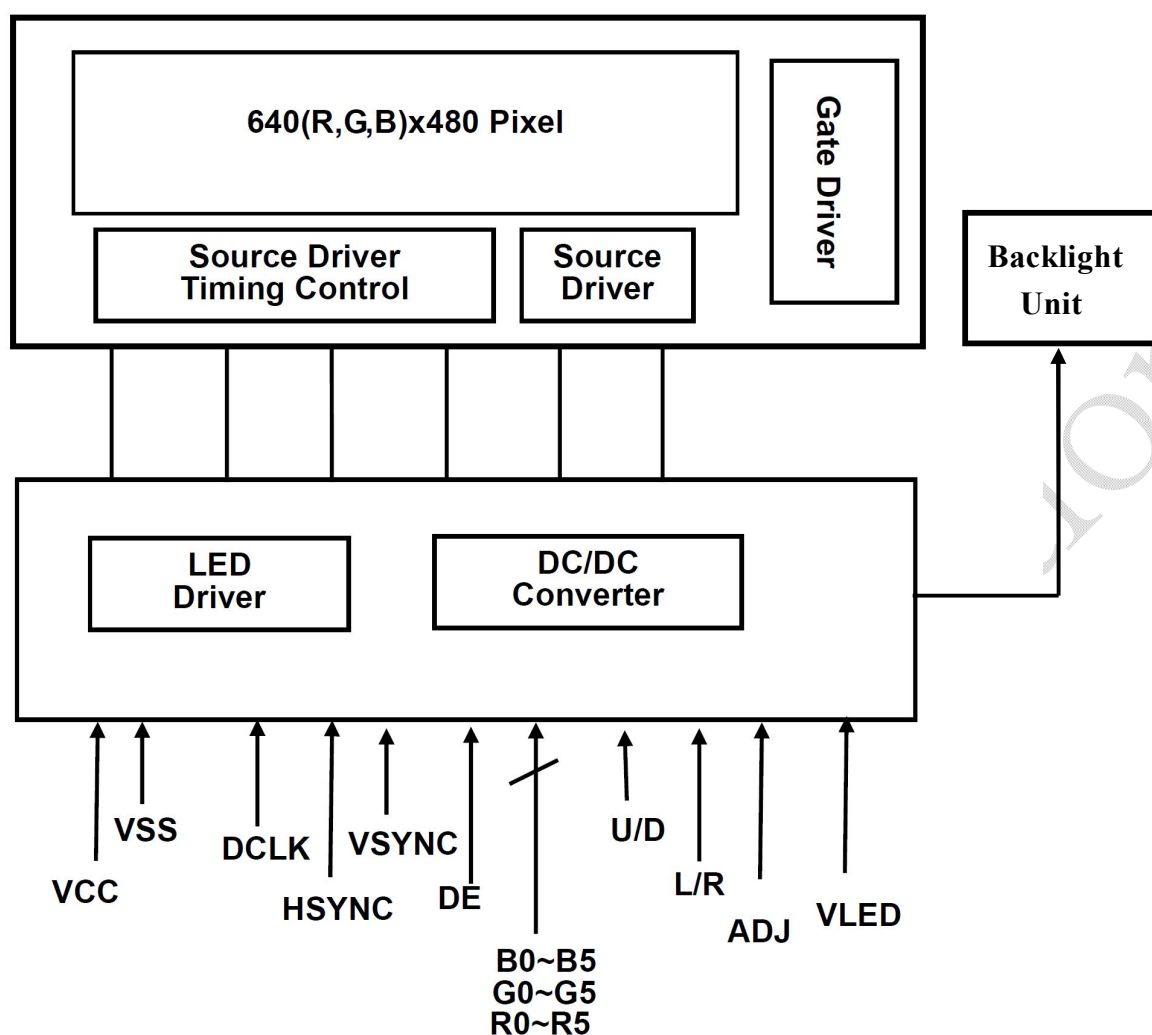 640(R,G,B)x480 Pixel
Gate Driver
Source Driver
Timing Control
Source
Driver
Backlight
Unit
LED
Driver
DC/DC
Converter
VCC
VSS
DCLK
HSYNC
VSYNC
DE
B0~B5
G0~G5
R0~R5
U/D
L/R
ADJ
VLED